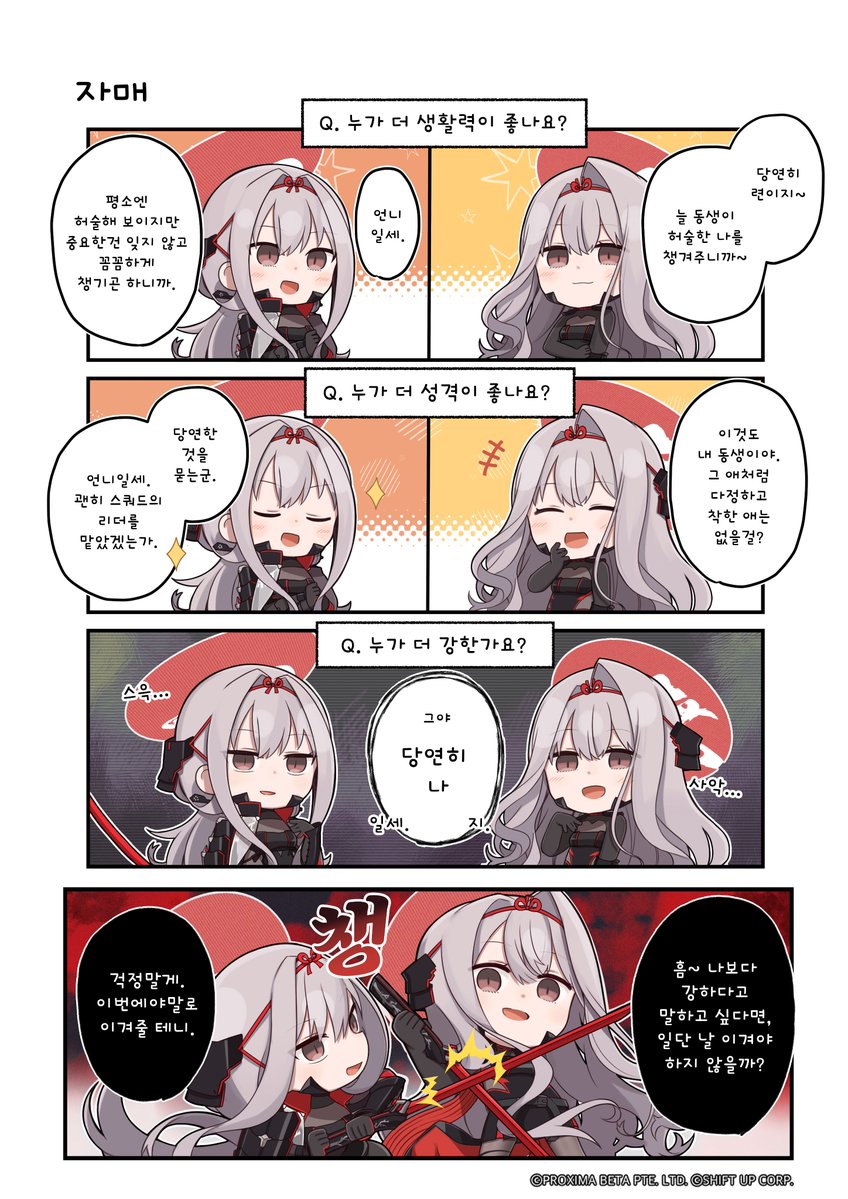 자매
Q. 누가 더 생활력이 좋나요?
평소엔
허술해 보이지만
중요한건 잊지 않고
꼼꼼하게
챙기곤 하니까.
언니
일세.
당연히
련이지~
늘 동생이
허술한 나를
챙겨주니까~
Q. 누가 더 성격이 좋나요?
당연한
것을
묻는군.
언니일세.
괜히 스쿼드의
리더를
맡았겠는가.
이것도
내 동생이야.
그 애처럼
다정하고
착한 애는
없을걸?
Q. 누가 더 강한가요?
스윽...
그야
당연히
나
일세.
지.
사악...
챙
걱정말게.
이번에야말로
이겨줄 테니.
흠~ 나보다
강하다고
말하고 싶다면,
일단 날 이겨야
하지 않을까?
©PROXIMA BETA PTE. LTD. ©SHIFT UP CORP.